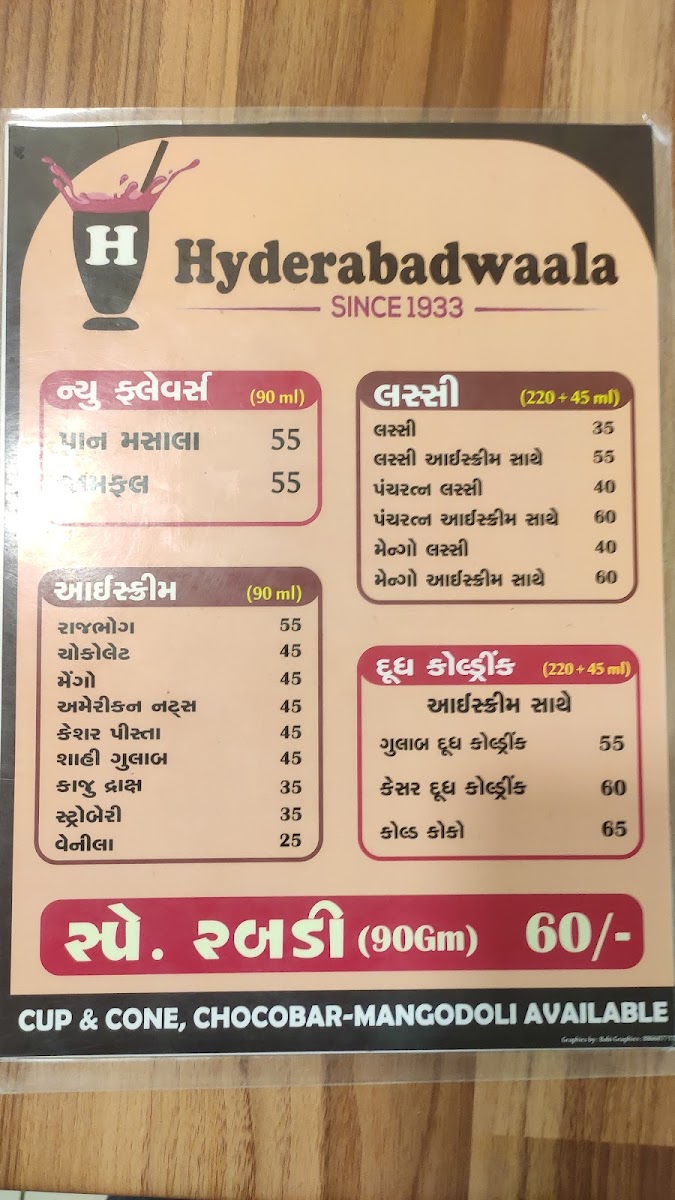 H
Hyderabadwaala
SINCE 1933
ન્યુ ફ્લેવર્સ (90 ml)
પાન મસાલા 55
55
આઈસ્ક્રીમ (90 ml)
રાજભોગ 55
ચોકોલેટ 45
મેંગો 45
અમેરીકન નટ્સ 45
કેશર પીસ્તા 45
શાહી ગુલાબ 45
કાજુ દ્રાક્ષ 35
સ્ટ્રોબેરી 35
વેનીલા 25
લસ્સી (220 + 45 ml)
લસ્સી 35
લસ્સી આઈસ્ક્રીમ સાથે 55
પંચરત્ન લસ્સી 40
પંચરત્ન આઈસ્ક્રીમ સાથે 60
મેન્ગો લસ્સી 40
મેન્ગો આઈસ્ક્રીમ સાથે 60
દૂધ કોલ્ડ્રીંક (220 + 45 ml)
આઈસ્ક્રીમ સાથે
ગુલાબ દૂધ કોલ્ડ્રીંક 55
કેસર દૂધ કોલ્ડ્રીંક 60
કોલ્ડ કોકો 65
સ્પે. રબડી (90Gm) 60/-
CUP & CONE, CHOCOBAR-MANGODOLI AVAILABLE
Graphics by: